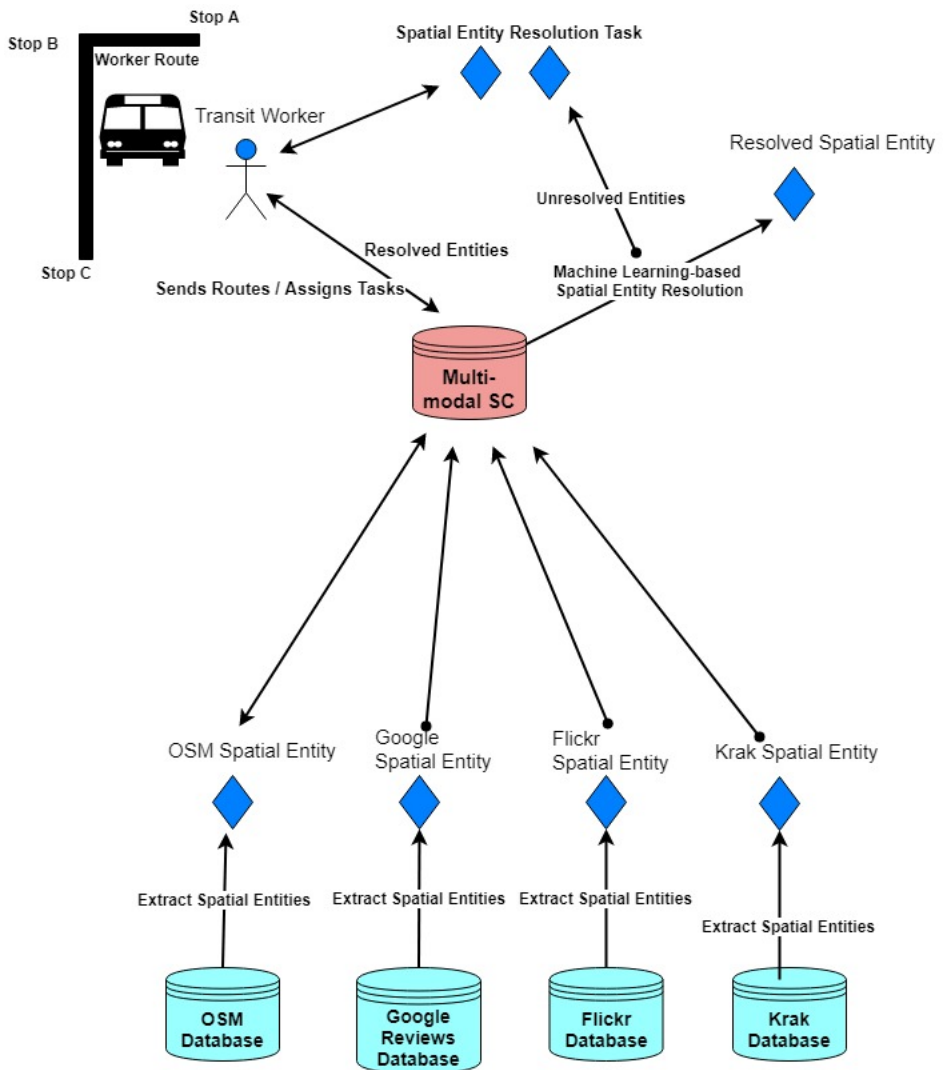 Stop A
Stop B
Spatial Entity Resolution Task
Worker Route
Transit Worker
Resolved Spatial Entity
Unresolved Entities
Resolved Entities
Stop C
Machine Learning-based
Spatial Entity Resolution
Sends Routes / Assigns Tasks
Multi-
modal SC
OSM Spatial Entity
Google
Spatial Entity
Flickr
Spatial Entity
Krak Spatial Entity
Extract Spatial Entities
Extract Spatial Entities
Extract Spatial Entities
Extract Spatial Entities
OSM
Database
Google
Reviews
Database
Flickr
Database
Krak
Database